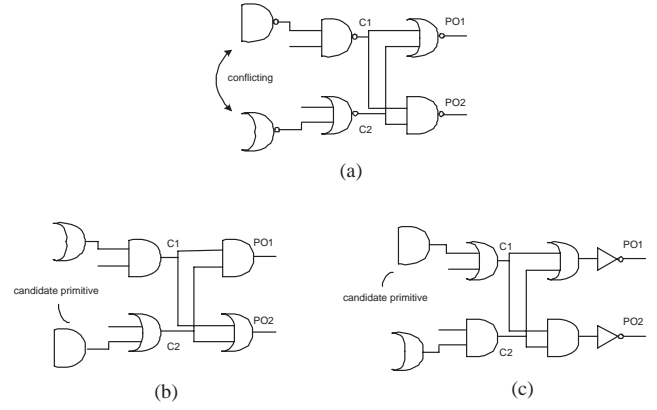 C1
PO1
conflicting
PO2
C2
(a)
C1
PO1
candidate primitive
PO2
C2
(b)
C1
PO1
candidate primitive
PO2
C2
(c)